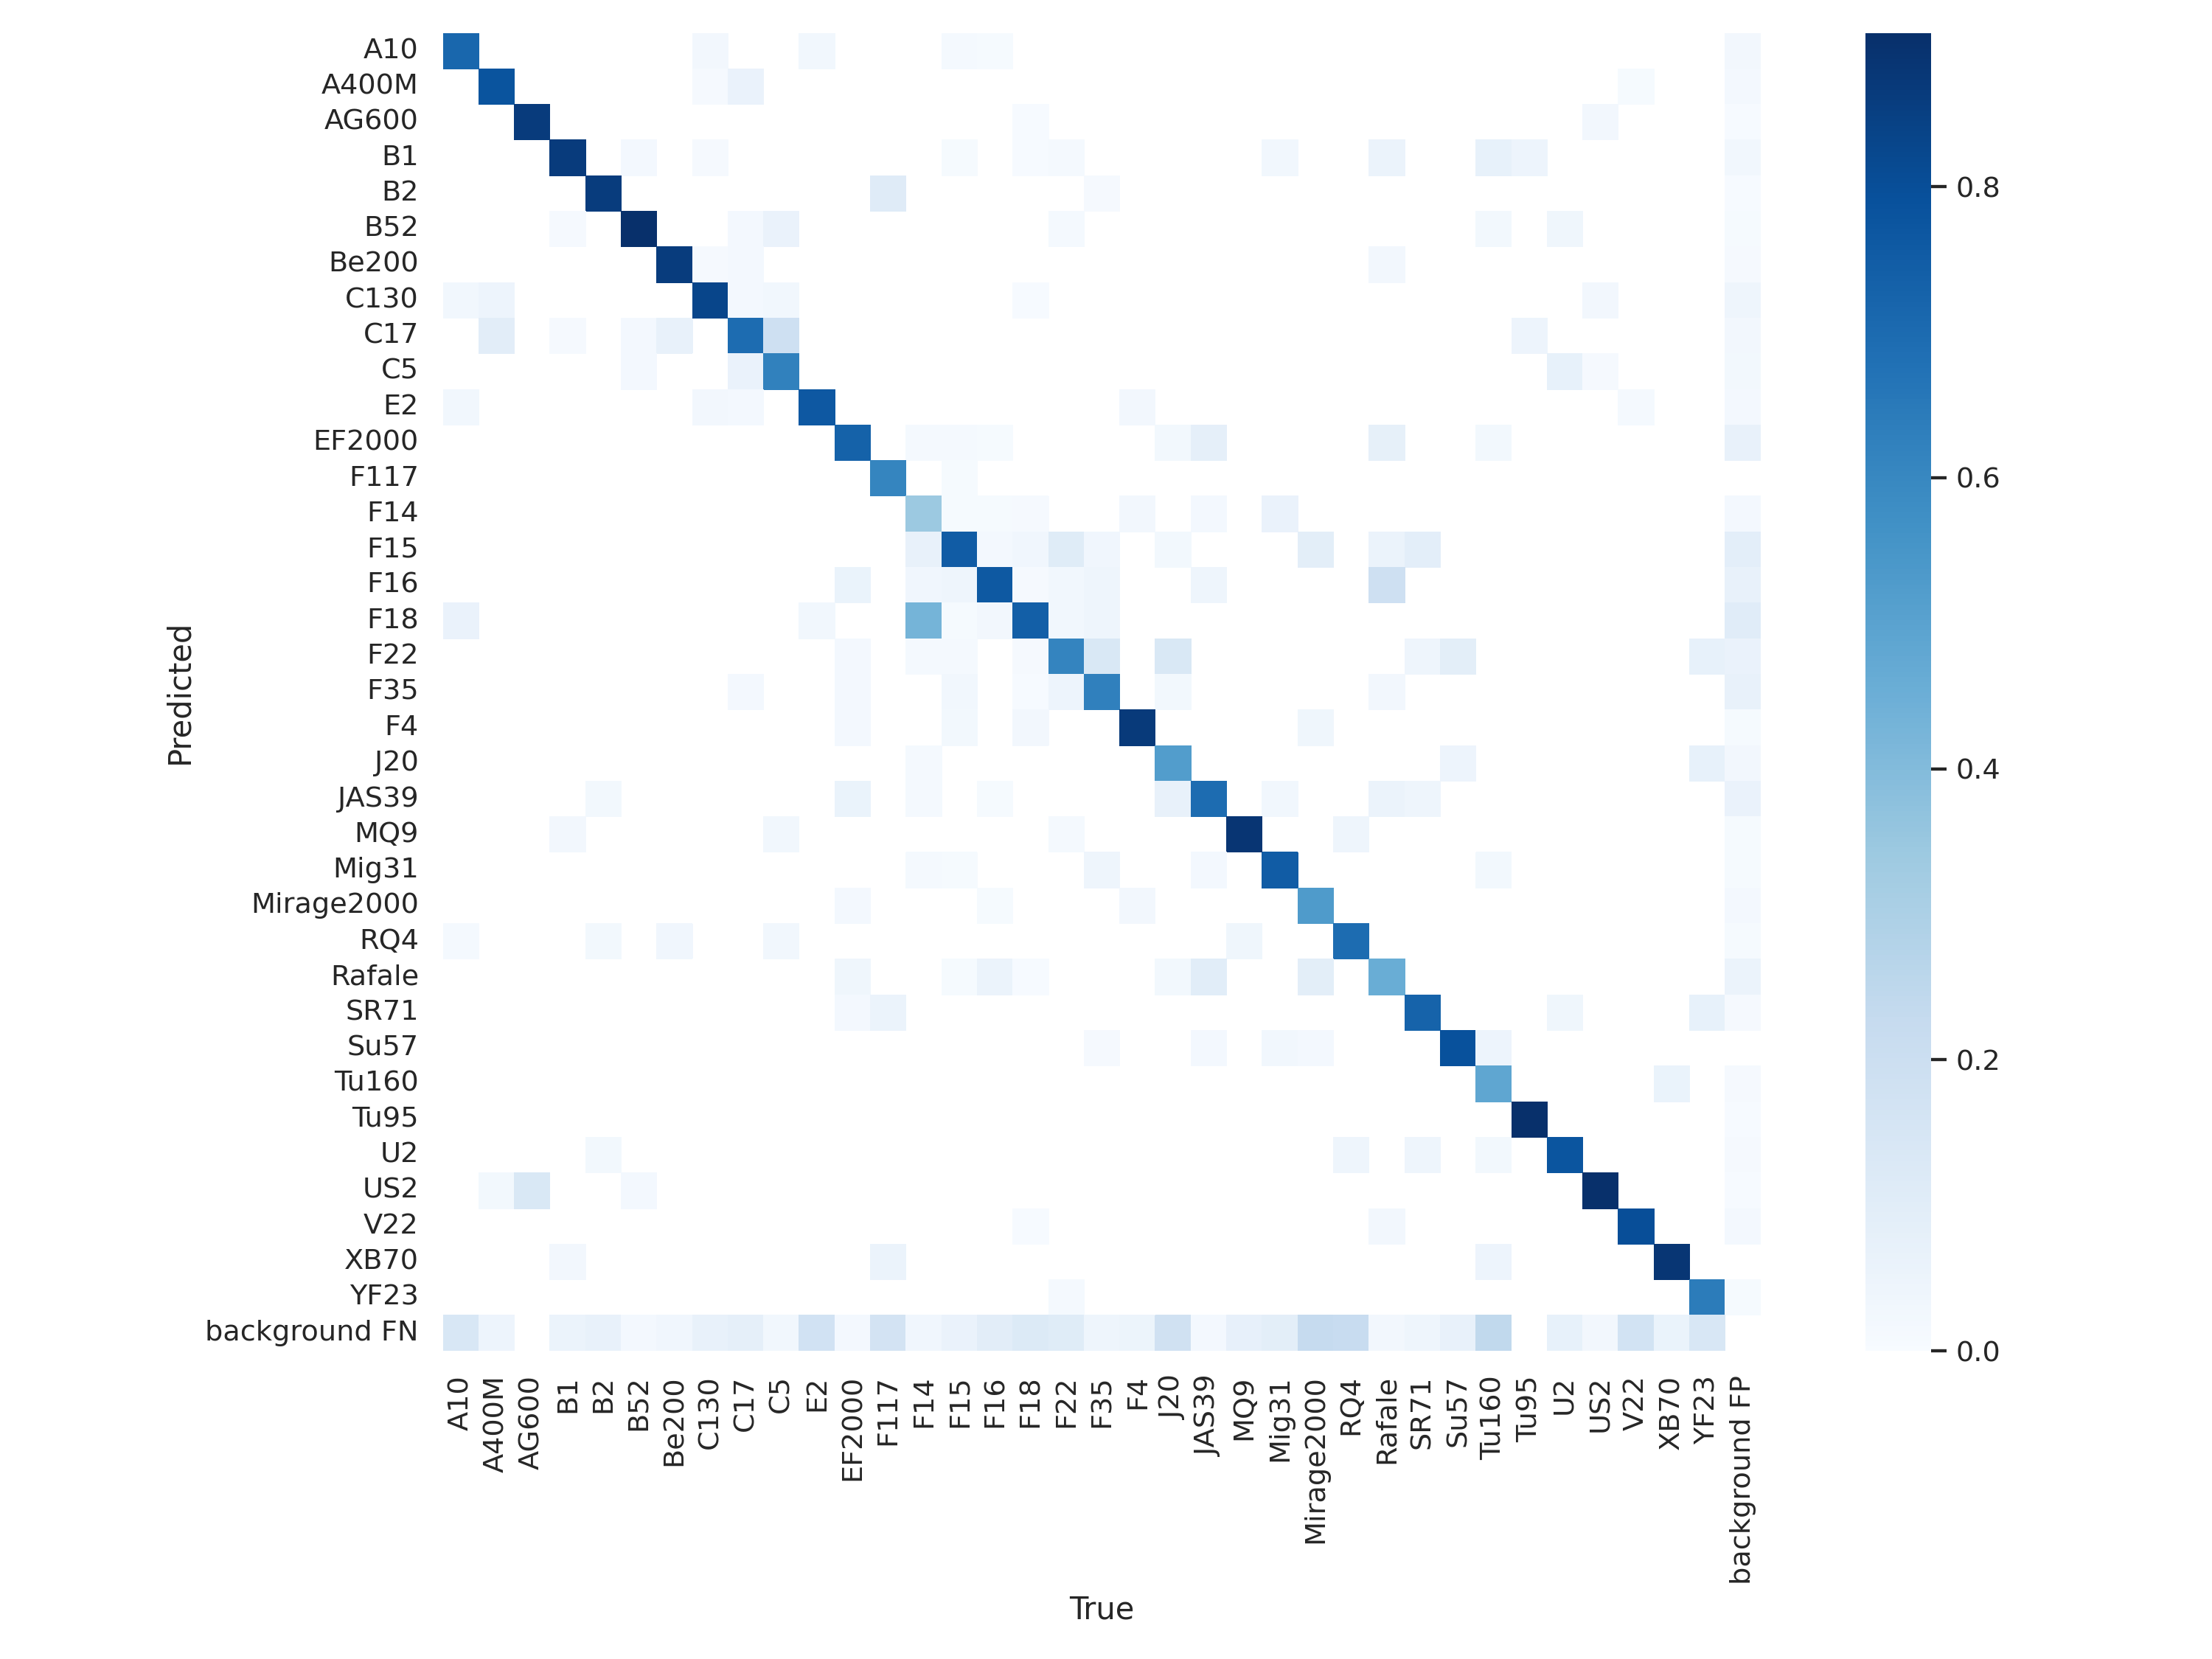 Predicted
A10
A400M
AG600
B1
B2
B52
Be200
C130
C17
C5
E2
EF2000
F117
F14
F15
F16
F18
F22
F35
F4
J20
JAS39
MQ9
Mig31
Mirage2000
RQ4
Rafale
SR71
Su57
Tu160
Tu95
U2
US2
V22
XB70
YF23
background FN
A10
A400M
AG600
B1
B2
B52
Be200
C130
C17
C5
E2
EF2000
F117
F14
F15
F16
F18
F22
F35
F4
J20
JAS39
MQ9
Mig31
Mirage2000
RQ4
Rafale
SR71
Su57
Tu160
Tu95
U2
US2
V22
XB70
YF23
background FP
True
0.8
0.6
0.4
0.2
0.0